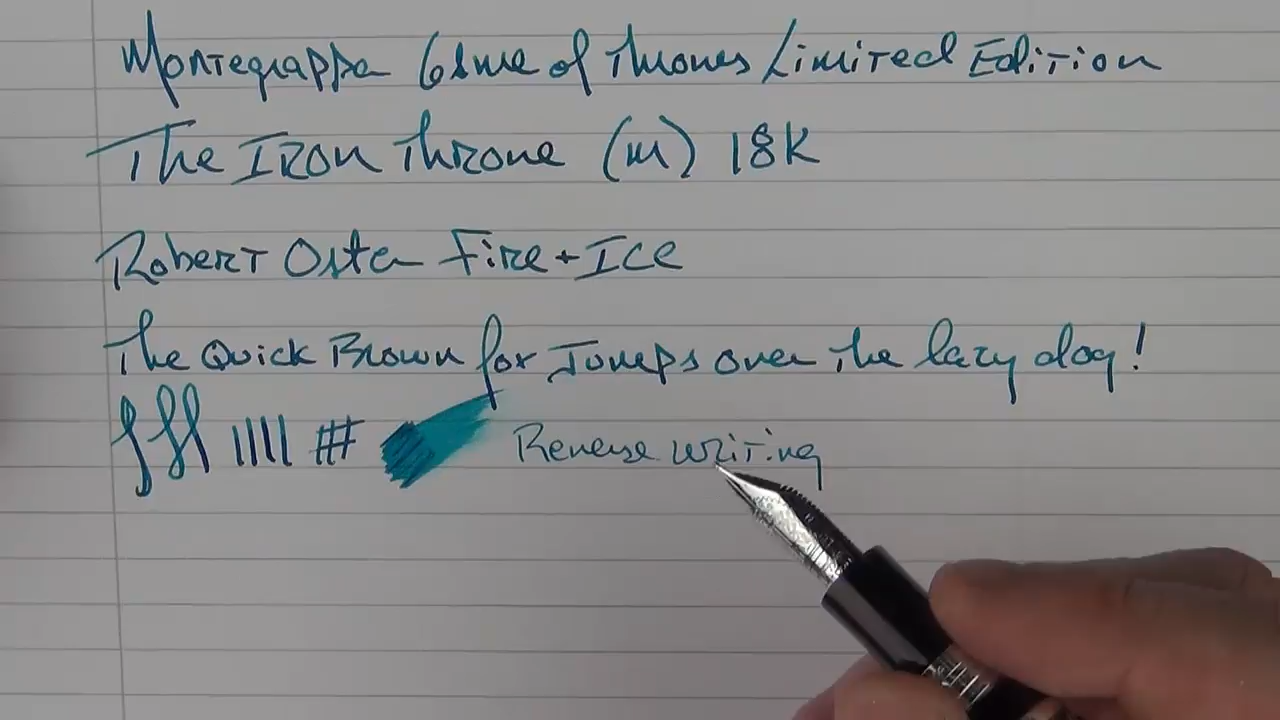 Montegrappa Game of Thrones Limited Edition
The Iron Throne (M) 18K
Robert Oster Fire + Ice
The Quick Brown fox Jumps over the lazy dog!
fff llll # Reverse writing